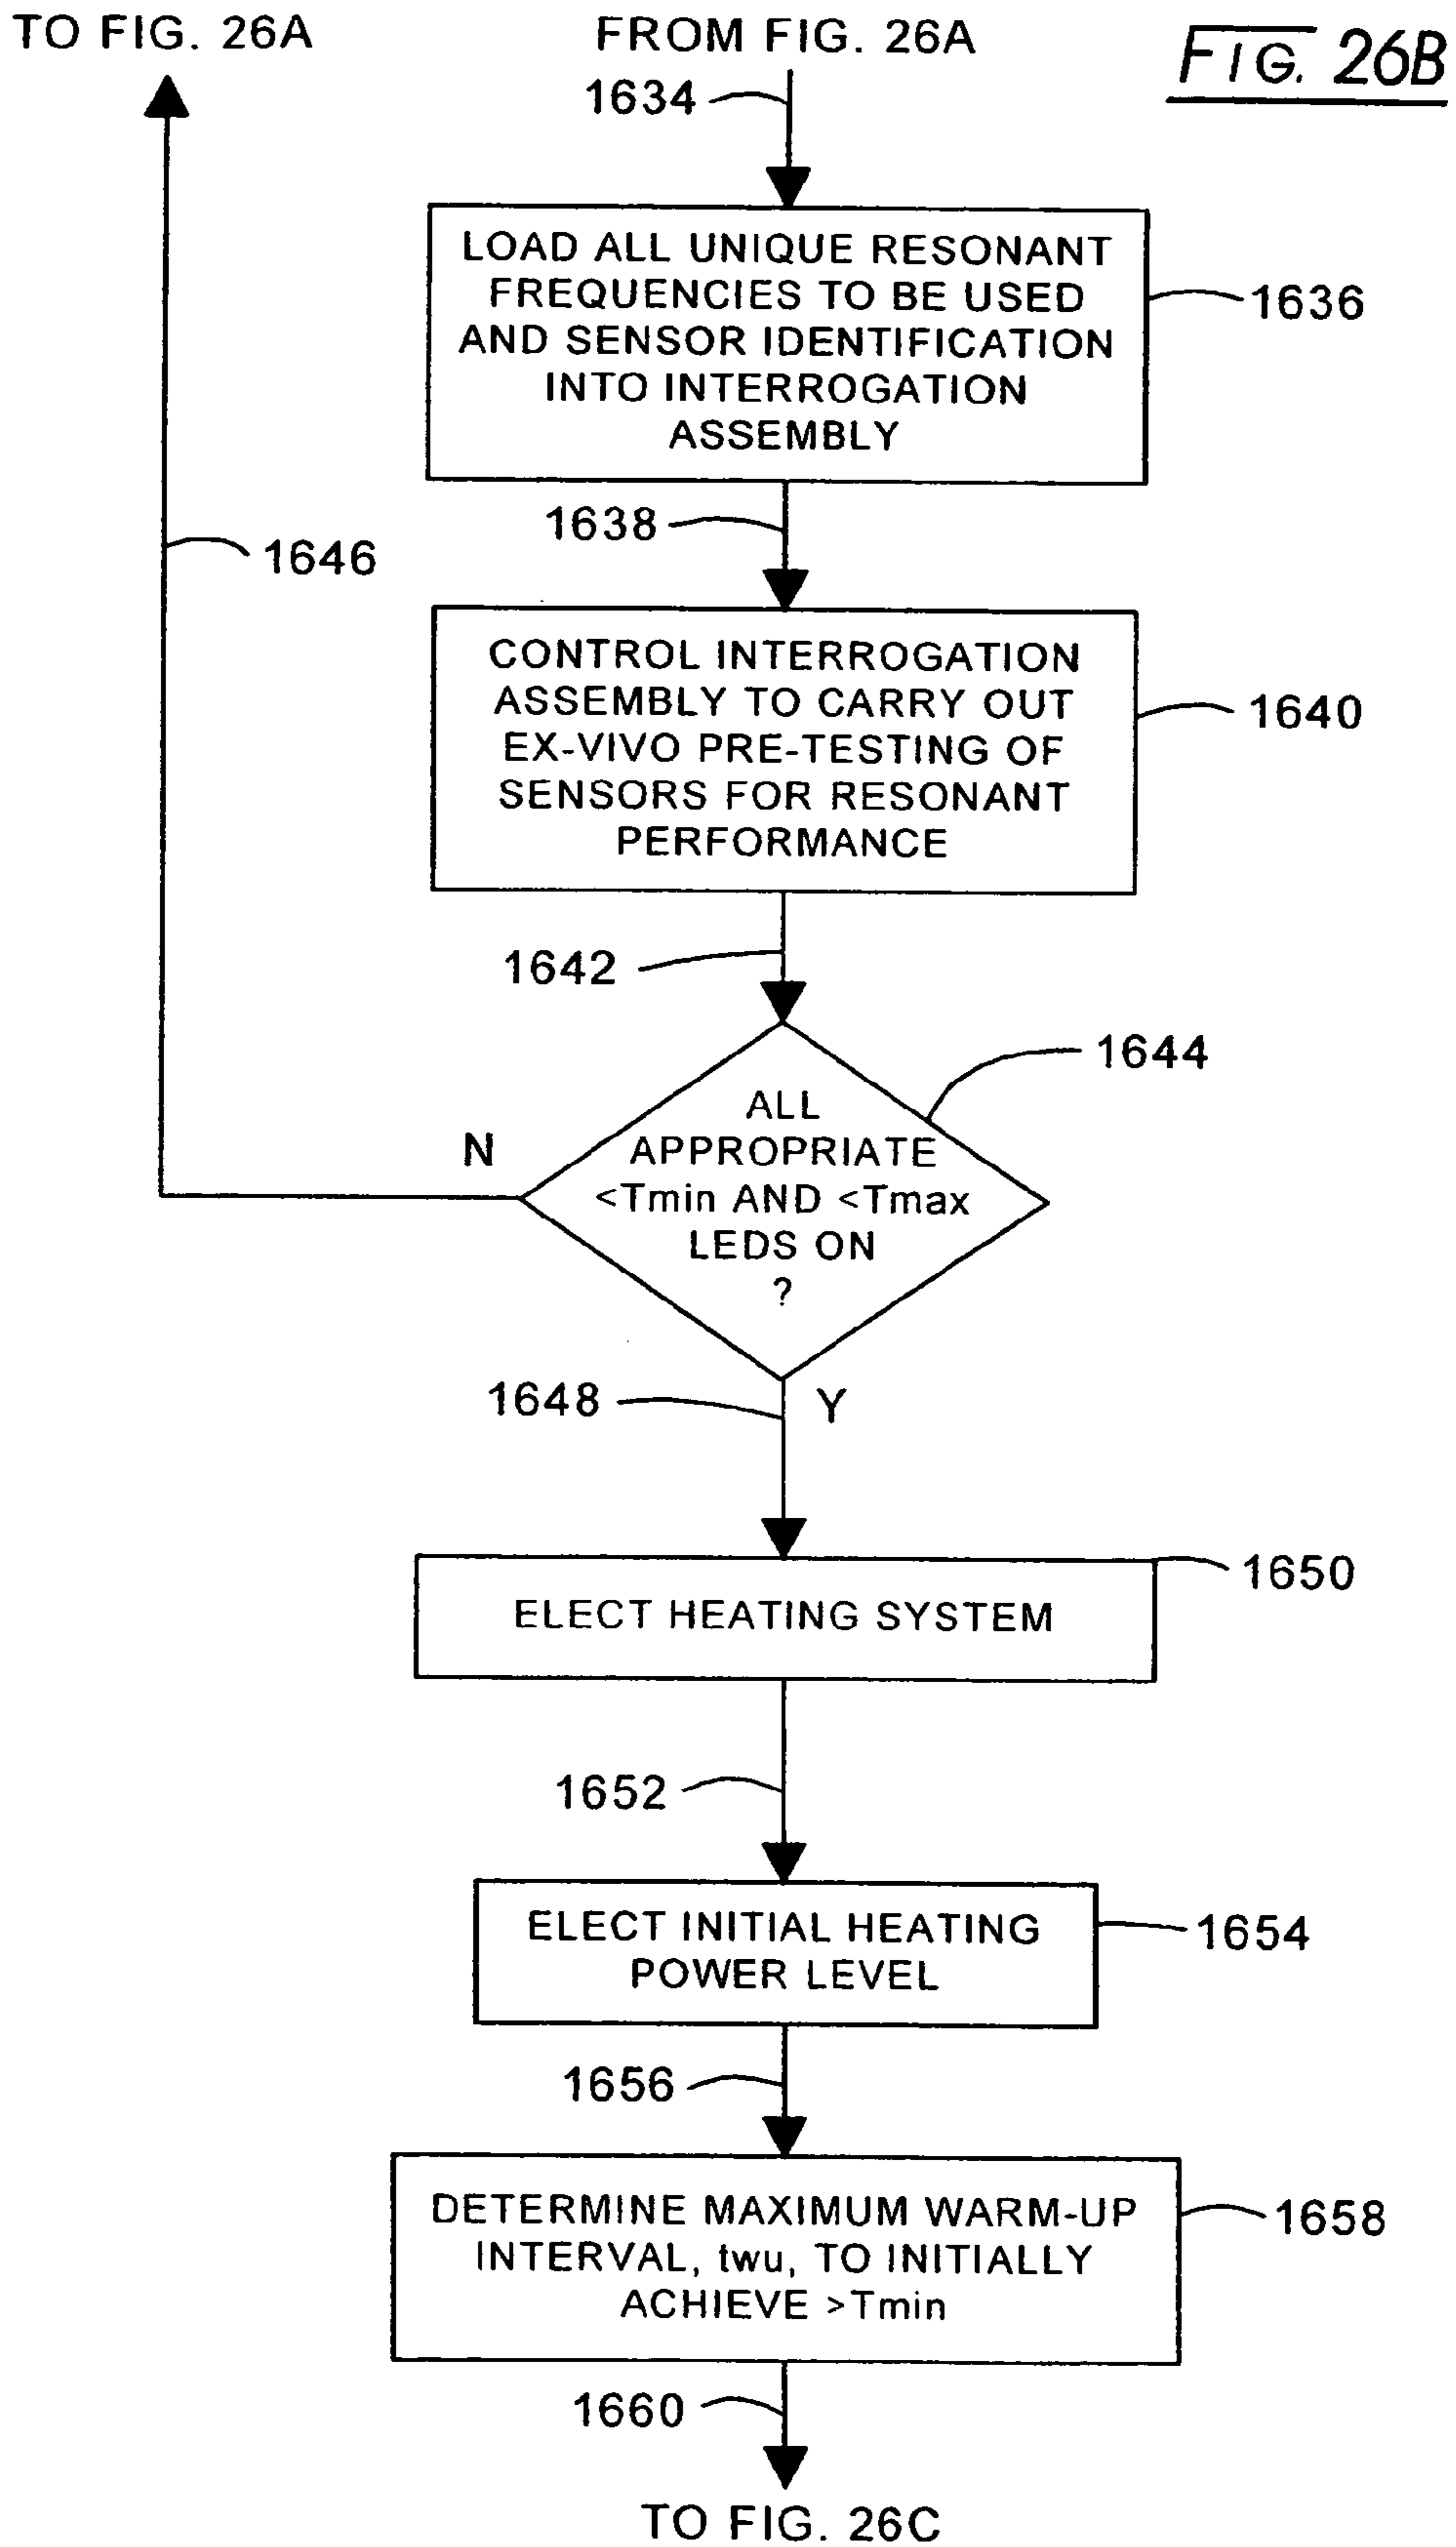 TO FIG. 26A
FROM FIG. 26A
FIG. 26B
1634
LOAD ALL UNIQUE RESONANT
FREQUENCIES TO BE USED
AND SENSOR IDENTIFICATION
INTO INTERROGATION
ASSEMBLY
1636
1638
1646
CONTROL INTERROGATION
ASSEMBLY TO CARRY OUT
EX-VIVO PRE-TESTING OF
SENSORS FOR RESONANT
PERFORMANCE
1640
1642
1644
ALL
APPROPRIATE
<Tmin AND <Tmax
LEDS ON
?
N
1648
Y
ELECT HEATING SYSTEM
1650
1652
ELECT INITIAL HEATING
POWER LEVEL
1654
1656
DETERMINE MAXIMUM WARM-UP
INTERVAL, twu, TO INITIALLY
ACHIEVE >Tmin
1658
1660
TO FIG. 26C